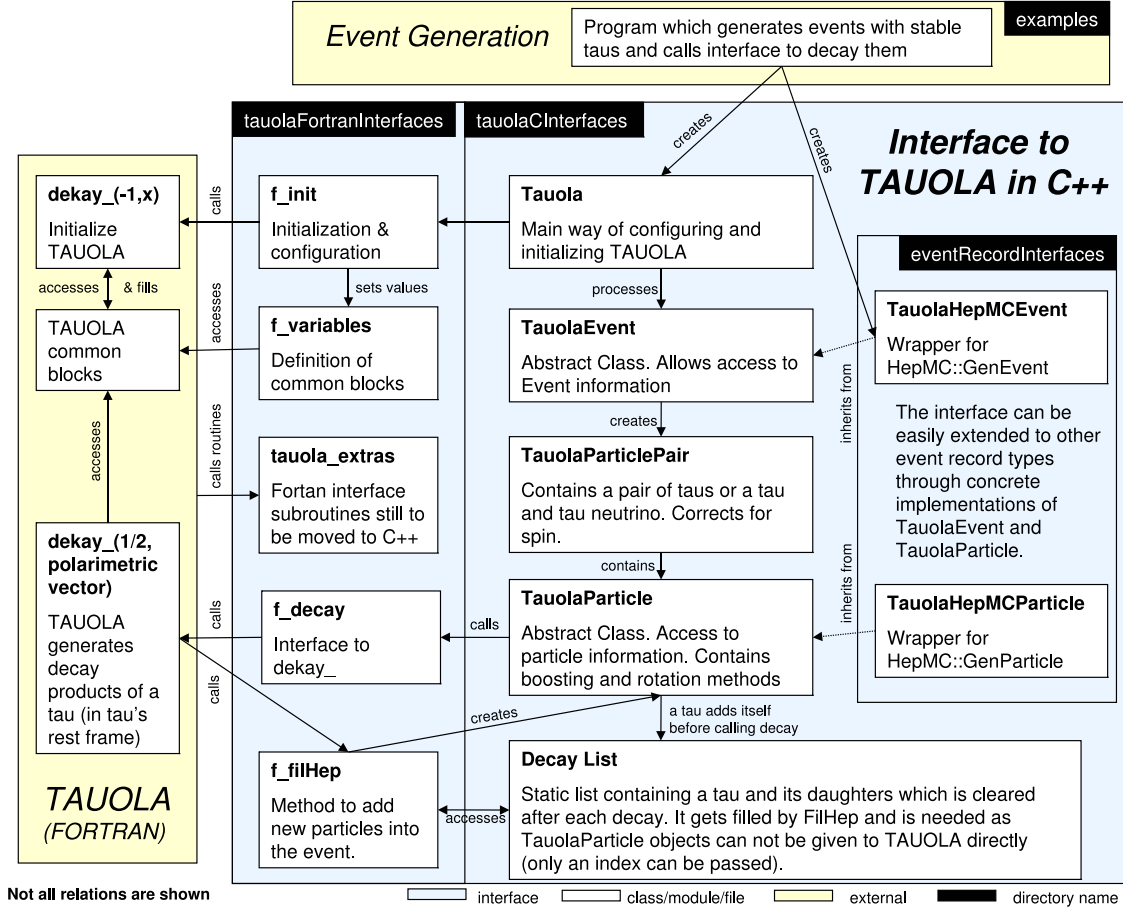 Event Generation
Program which generates events with stable
taus and calls interface to decay them
examples
tauolaFortranInterfaces
tauolaCInterfaces
creates
creates
Interface to
TAUOLA in C++
dekay_(-1,x)
Initialize
TAUOLA
calls
f_init
Initialization &
configuration
Tauola
Main way of configuring and
initializing TAUOLA
eventRecordInterfaces
accesses & fills
accesses
sets values
processes
TAUOLA
common
blocks
f_variables
Definition of
common blocks
TauolaEvent
Abstract Class. Allows access to
Event information
TauolaHepMCEvent
Wrapper for
HepMC::GenEvent
inherits from
creates
accesses
calls routines
tauola_extras
Fortan interface
subroutines still to
be moved to C++
TauolaParticlePair
Contains a pair of taus or a tau
and tau neutrino. Corrects for
spin.
The interface can be
easily extended to other
event record types
through concrete
implementations of
TauolaEvent and
TauolaParticle.
contains
inherits from
dekay_(1/2,
polarimetric
vector)
TAUOLA
generates
decay
products of a
tau (in tau's
rest frame)
calls
calls
f_decay
Interface to
dekay_
calls
TauolaParticle
Abstract Class. Access to
particle information. Contains
boosting and rotation methods
TauolaHepMCParticle
Wrapper for
HepMC::GenParticle
creates
a tau adds itself
before calling decay
TAUOLA
(FORTRAN)
f_filHep
Method to add
new particles into
the event.
accesses
Decay List
Static list containing a tau and its daughters which is cleared
after each decay. It gets filled by FilHep and is needed as
TauolaParticle objects can not be given to TAUOLA directly
(only an index can be passed).
Not all relations are shown
interface
class/module/file
external
directory name